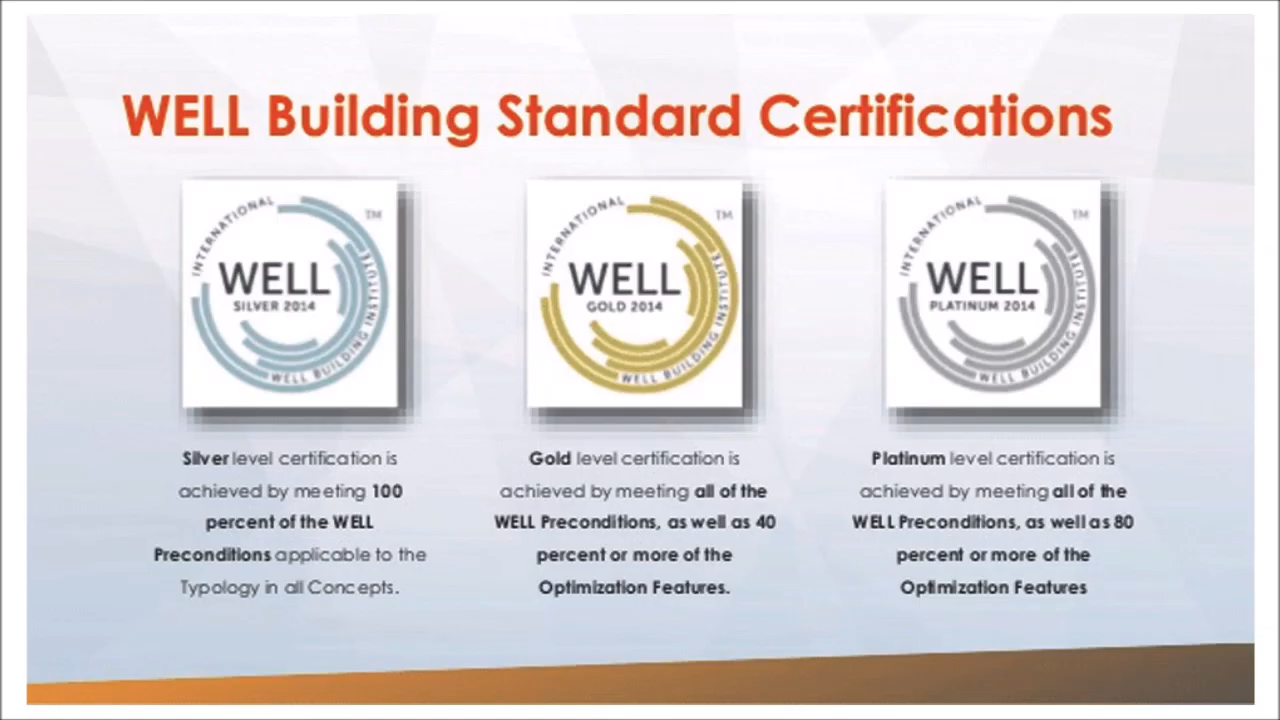 WELL Building Standard Certifications
INTERNATIONAL
WELL BUILDING INSTITUTE
TM
WELL
SILVER 2014
INTERNATIONAL
WELL BUILDING INSTITUTE
TM
WELL
GOLD 2014
INTERNATIONAL
WELL BUILDING INSTITUTE
TM
WELL
PLATINUM 2014
Silver level certification is
achieved by meeting 100
percent of the WELL
Preconditions applicable to the
Typology in all Concepts.
Gold level certification is
achieved by meeting all of the
WELL Preconditions, as well as 40
percent or more of the
Optimization Features.
Platinum level certification is
achieved by meeting all of the
WELL Preconditions, as well as 80
percent or more of the
Optimization Features